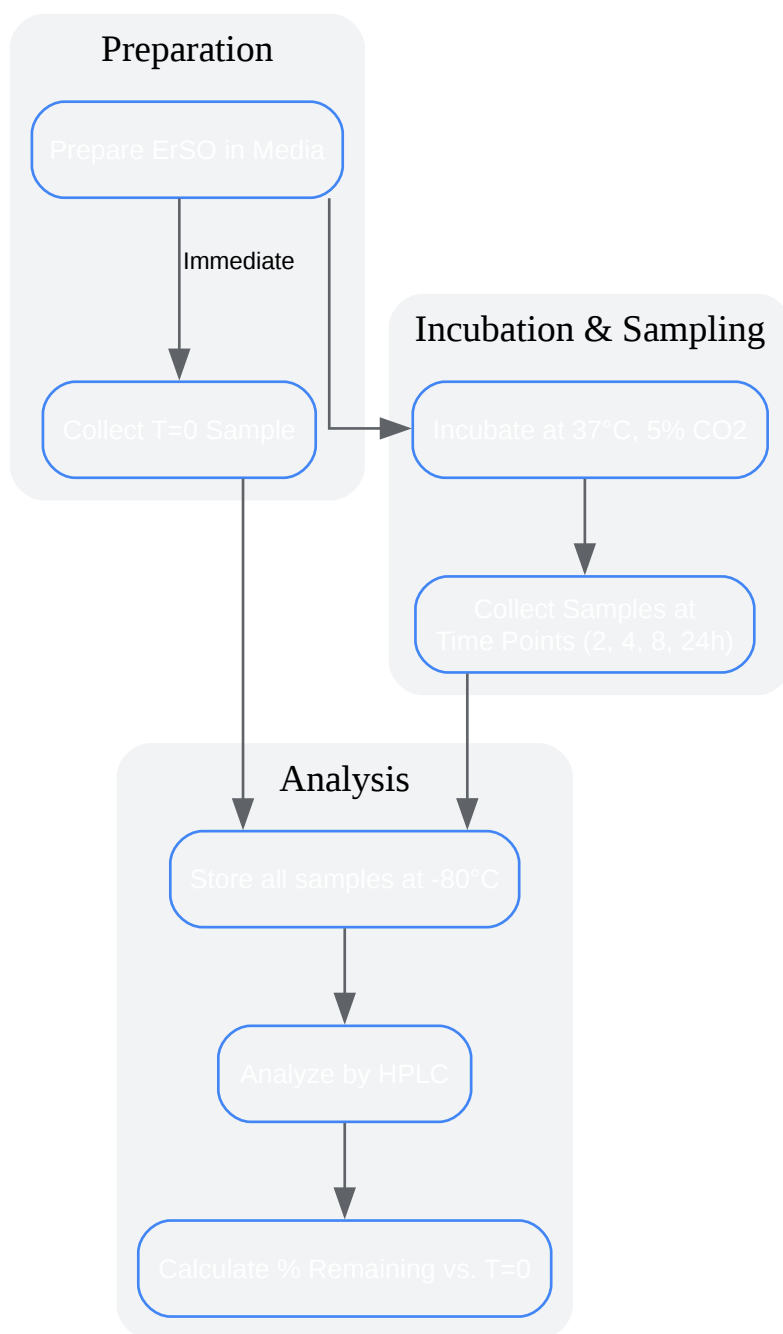 Preparation
Prepare ErSO in Media
Immediate
Collect T=0 Sample
Incubation & Sampling
Incubate at 37°C, 5% CO2
Collect Samples at
Time Points (2, 4, 8, 24h)
Analysis
Store all samples at -80°C
Analyze by HPLC
Calculate % Remaining vs. T=0